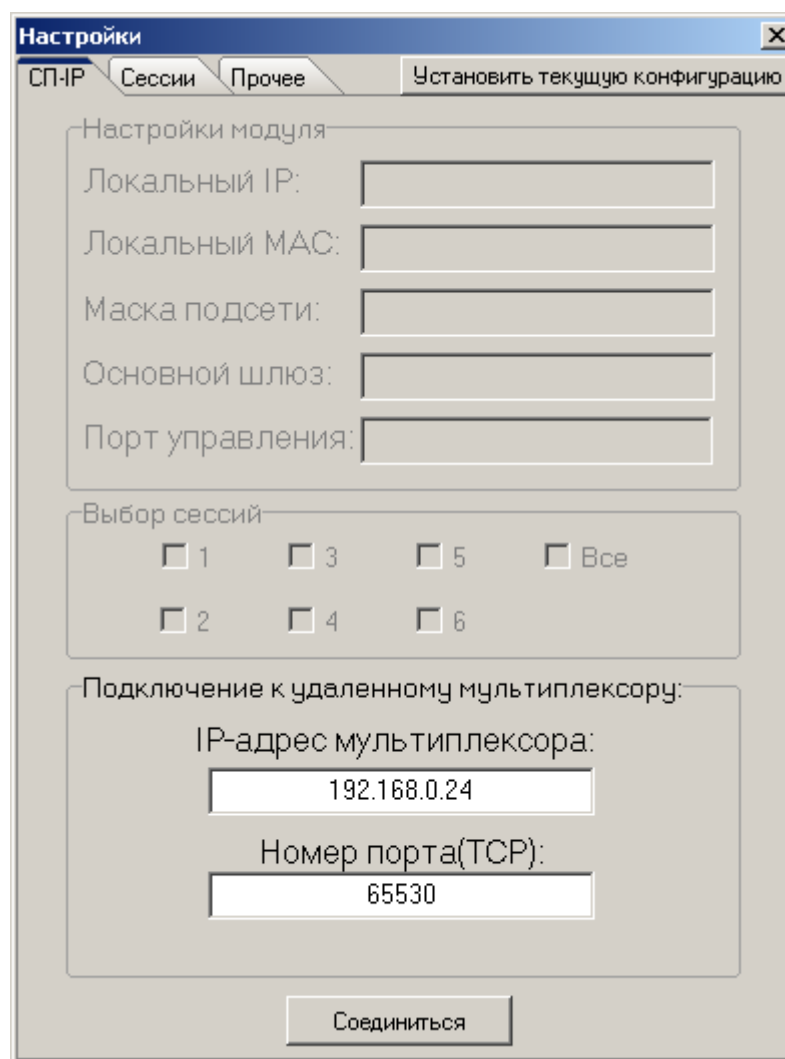 Настройки
СП-IP Сессии Прочее Установить текущую конфигурацию
Настройки модуля
Локальный IP:
Локальный MAC:
Маска подсети:
Основной шлюз:
Порт управления:
Выбор сессий
1 3 5 Все
2 4 6
Подключение к удаленному мультиплексору:
IP-адрес мультиплексора:
192.168.0.24
Номер порта(TCP):
65530
Соединиться